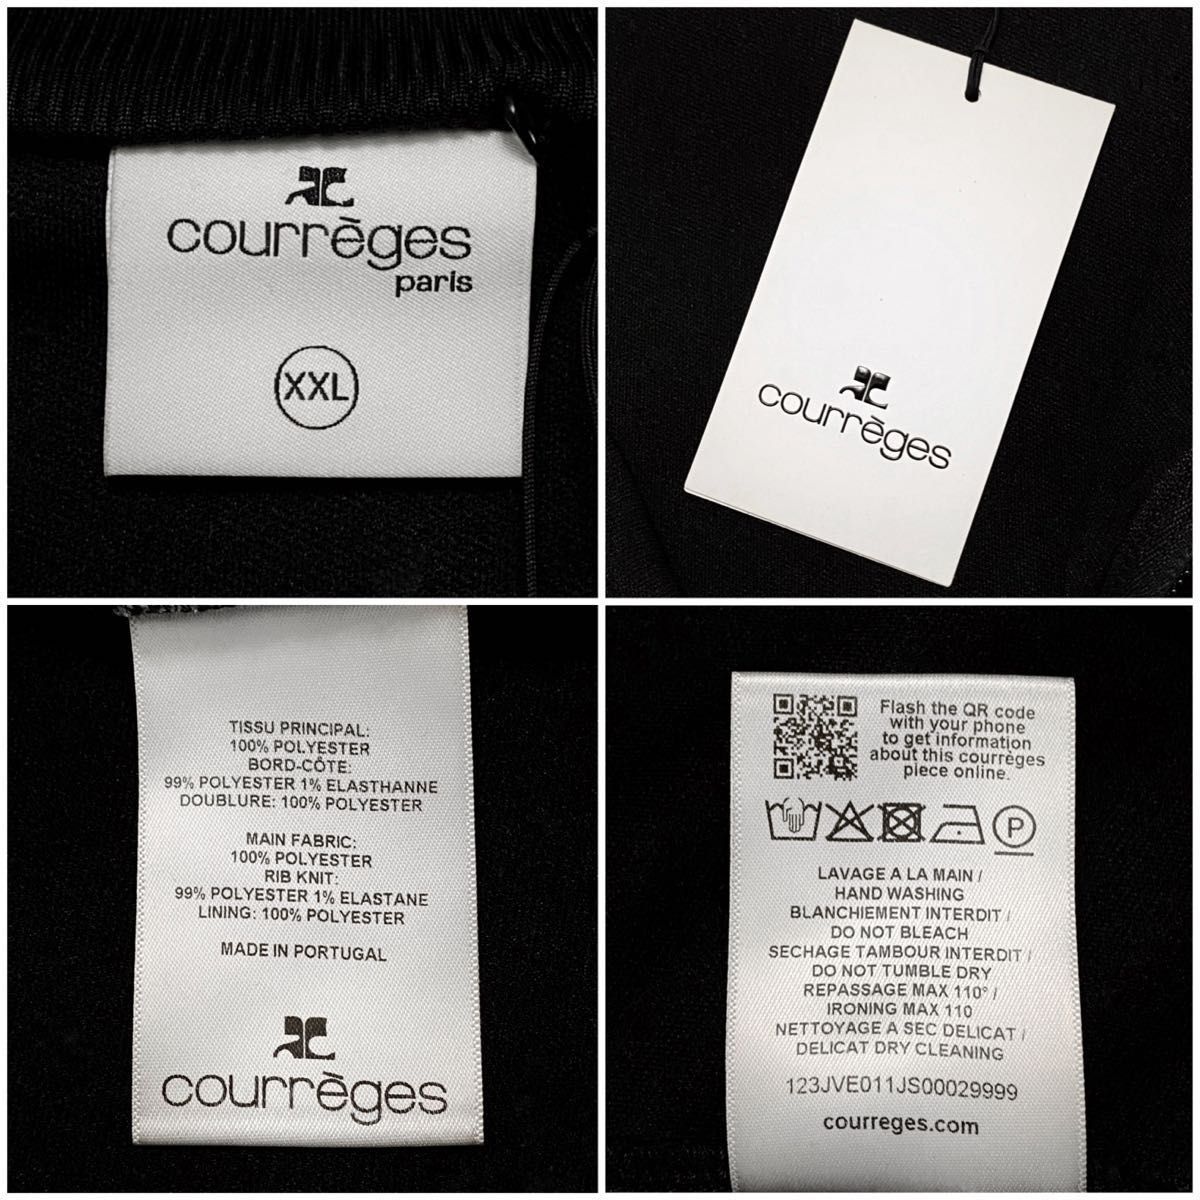 courrèges
paris
XXL
courrèges
TISSU PRINCIPAL:
100% POLYESTER
BORD-CÔTE:
99% POLYESTER 1% ELASTHANNE
DOUBLURE: 100% POLYESTER
MAIN FABRIC:
100% POLYESTER
RIB KNIT:
99% POLYESTER 1% ELASTANE
LINING: 100% POLYESTER
MADE IN PORTUGAL
courrèges
Flash the QR code
with your phone
to get information
about this courrèges
piece online.
P
LAVAGE A LA MAIN /
HAND WASHING
BLANCHIEMENT INTERDIT /
DO NOT BLEACH
SECHAGE TAMBOUR INTERDIT /
DO NOT TUMBLE DRY
REPASSAGE MAX 110° /
IRONING MAX 110
NETTOYAGE A SEC DELICAT /
DELICAT DRY CLEANING
123JVE011JS00029999
courreges.com